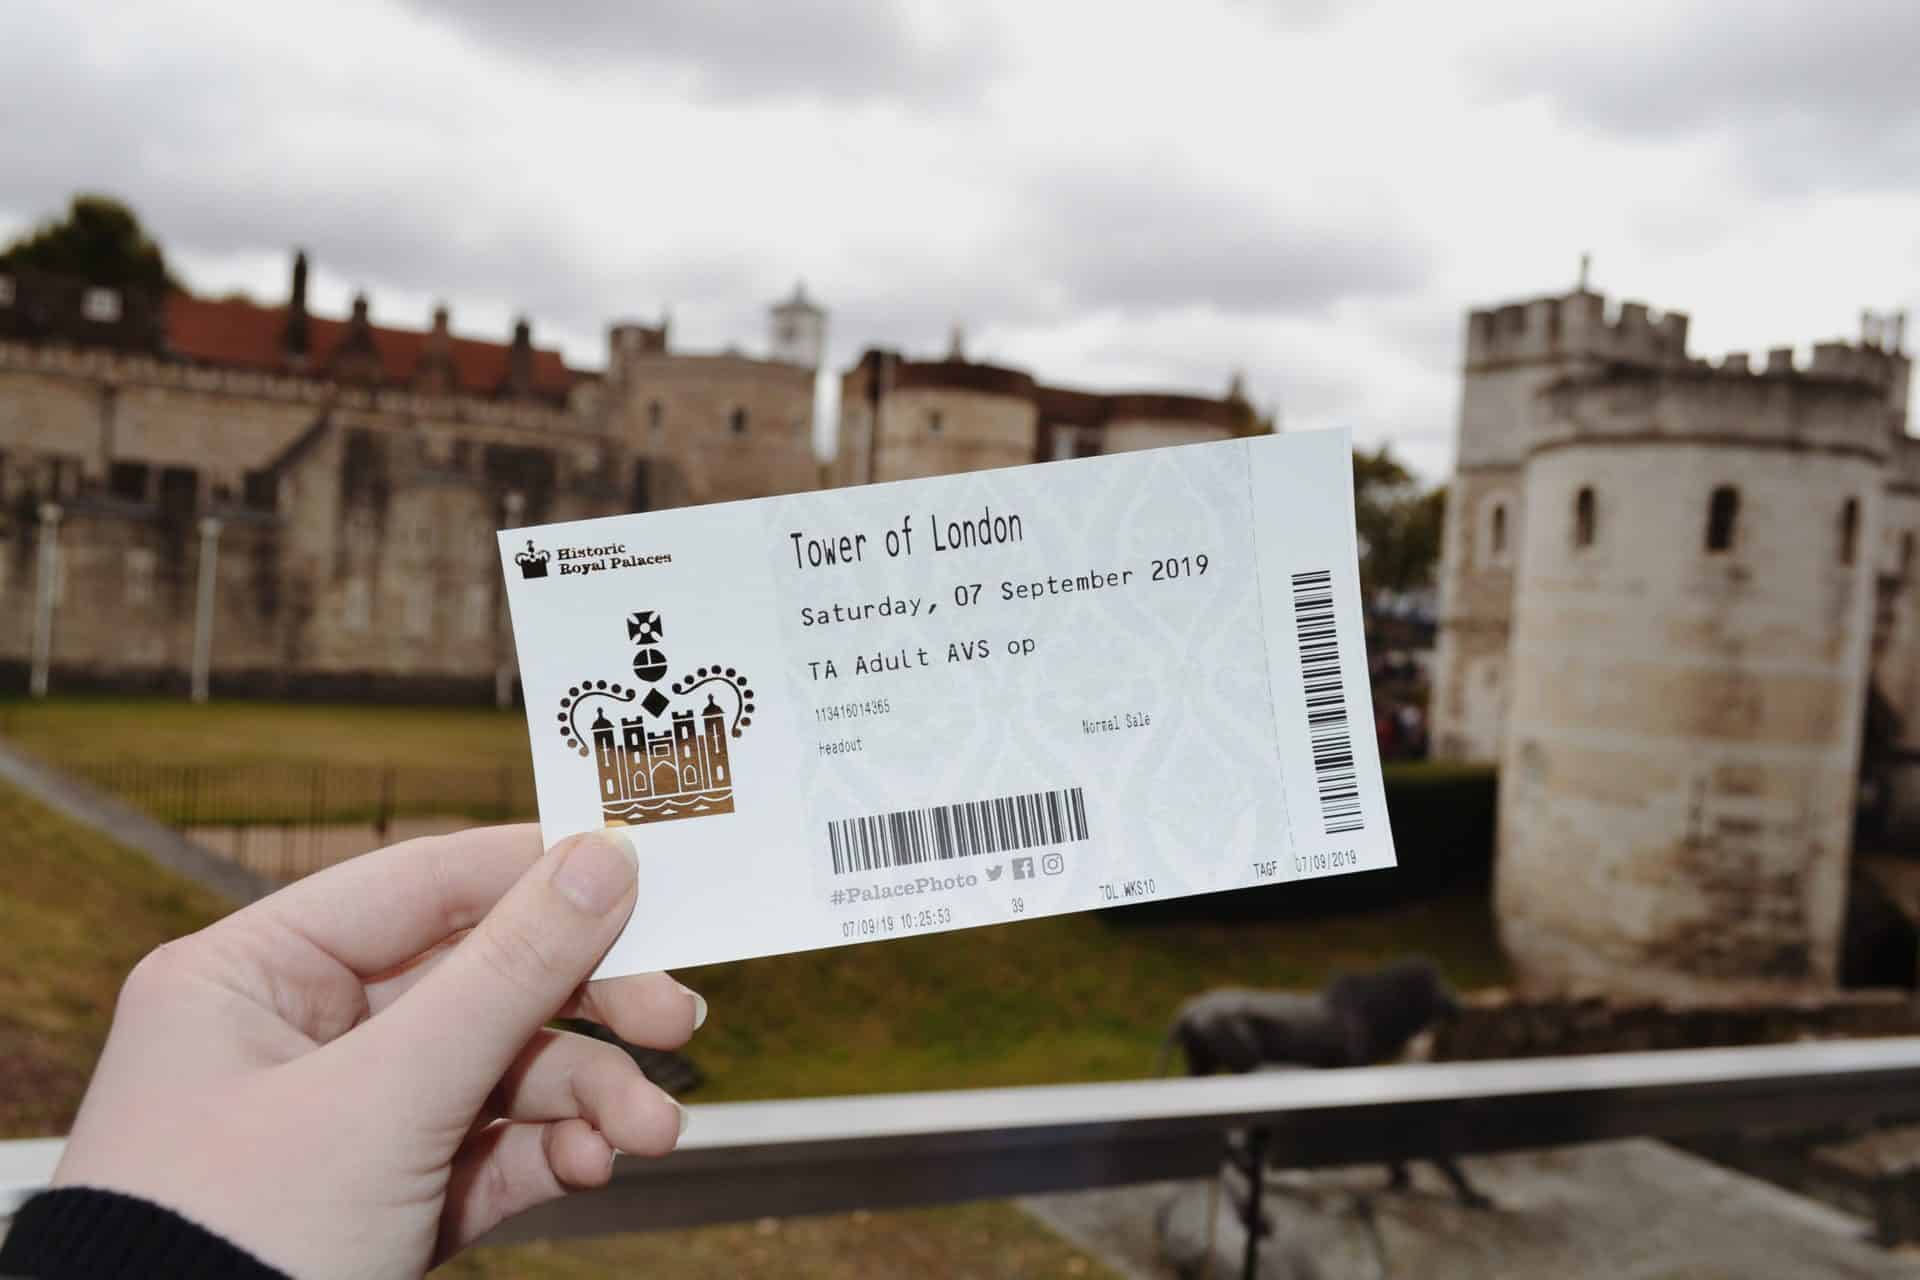 Historic
Royal Palaces
Tower of London
Saturday, 07 September 2019
TA Adult AVS op
113416014365
Headout
Normal Sale
#PalacePhoto
07/09/19 10:25:53 39 TOL.WKS10 TAGF 07/09/2019